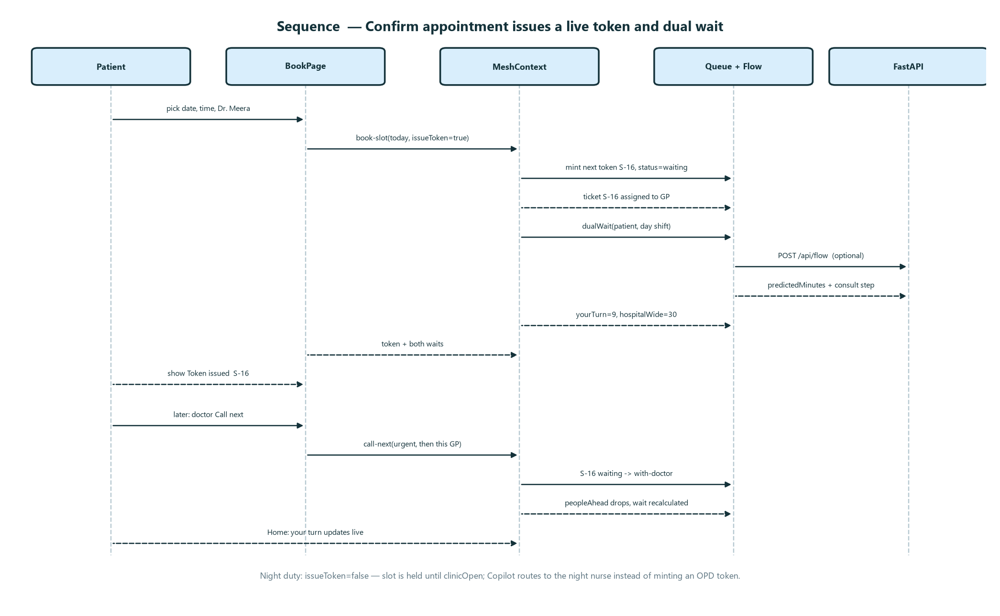 Sequence — Confirm appointment issues a live token and dual wait
Patient
BookPage
MeshContext
Queue + Flow
FastAPI
pick date, time, Dr. Meera
book-slot(today, issueToken=true)
mint next token S-16, status=waiting
ticket S-16 assigned to GP
dualWait(patient, day shift)
POST /api/flow (optional)
predictedMinutes + consult step
yourTurn=9, hospitalWide=30
token + both waits
show Token issued S-16
later: doctor Call next
call-next(urgent, then this GP)
S-16 waiting -> with-doctor
peopleAhead drops, wait recalculated
Home: your turn updates live
Night duty: issueToken=false — slot is held until clinicOpen; Copilot routes to the night nurse instead of minting an OPD token.